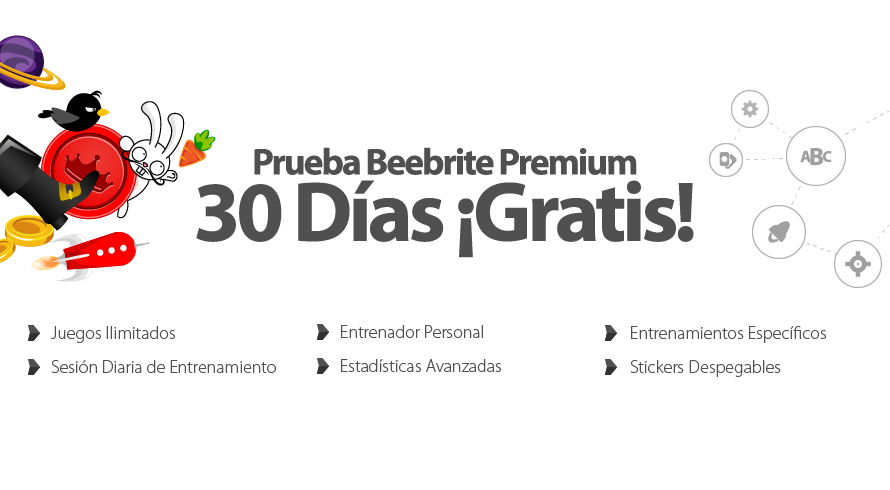 Prueba Beebrite Premium
30 Días ¡Gratis!
ABC
Juegos Ilimitados
Entrenador Personal
Entrenamientos Específicos
Sesión Diaria de Entrenamiento
Estadísticas Avanzadas
Stickers Despegables